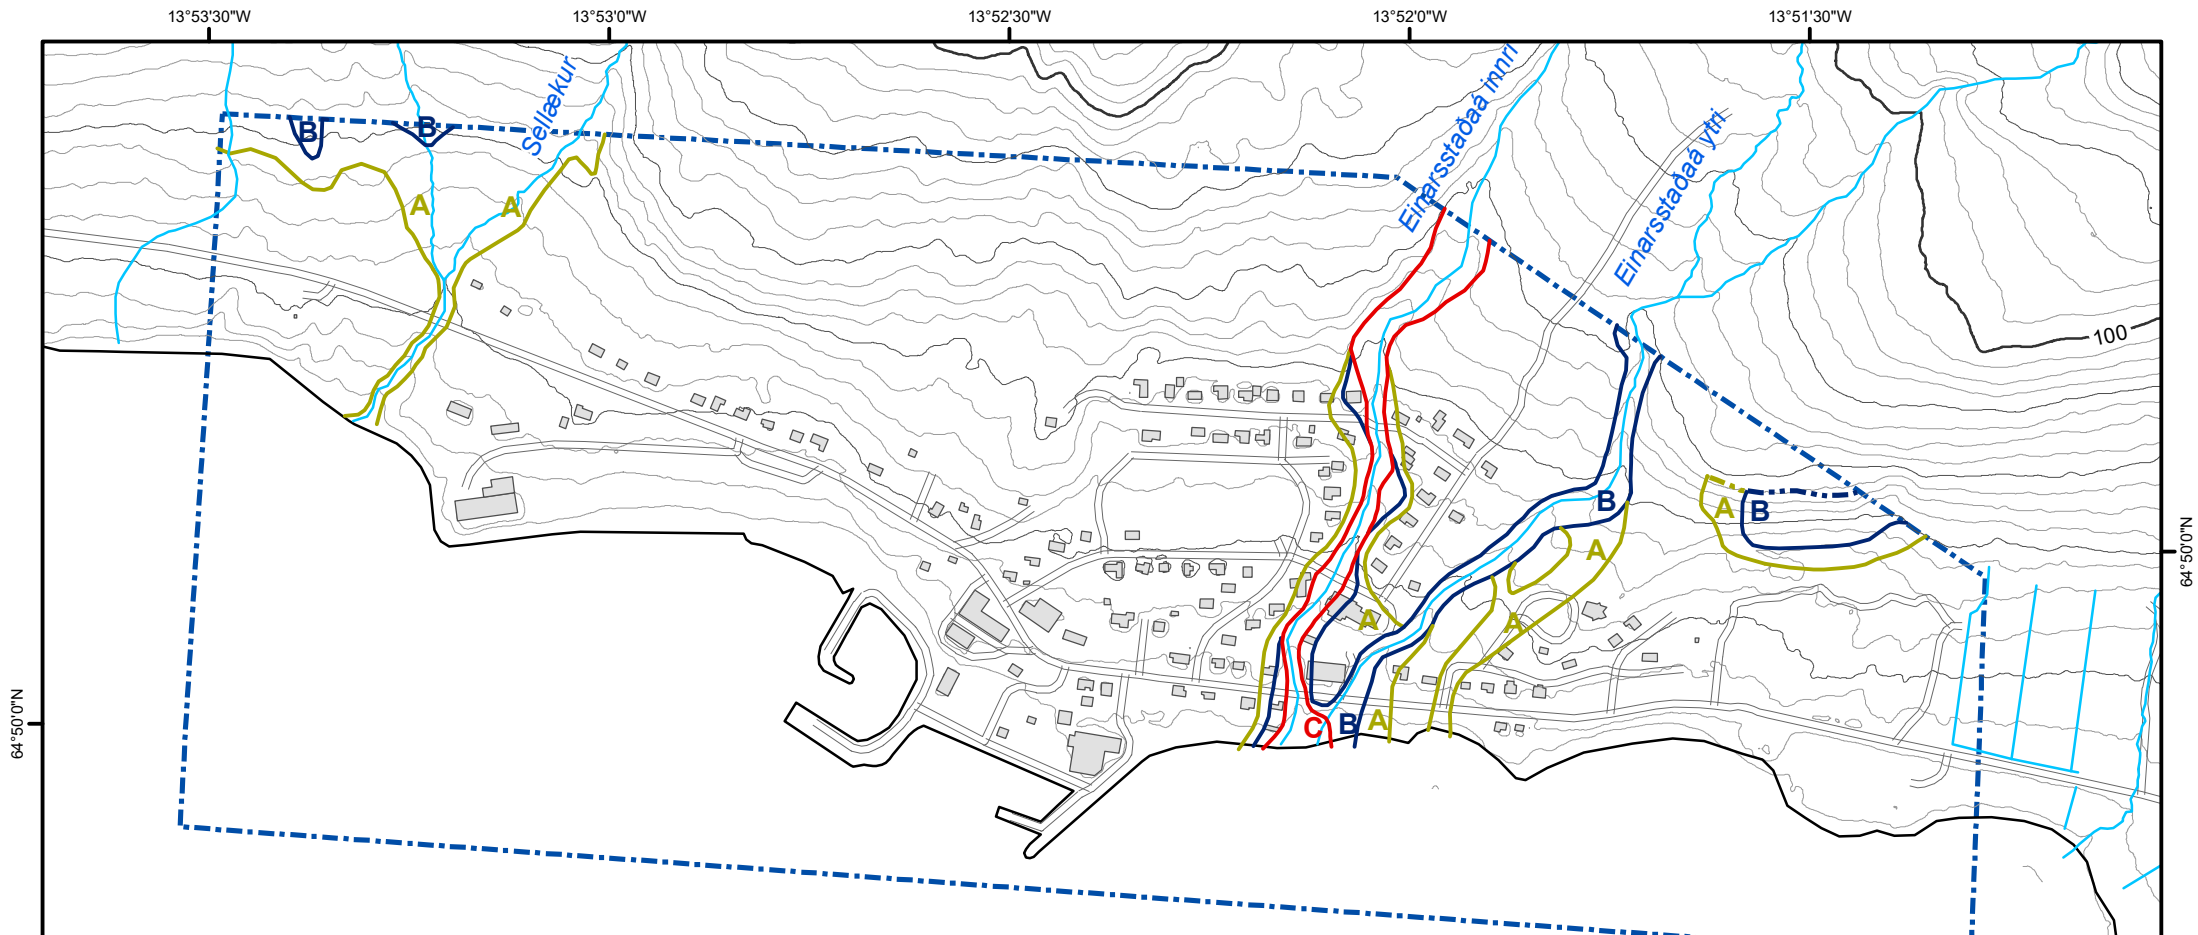 13°53'30"W
13°53'0"W
13°52'30"W
13°52'0"W
13°51'30"W
Sellækur
Einarsstaðaá innri
Einarsstaðaá ytri
B
B
A
A
100
B
A
B
A
A
A
A
C
B
A
64°50'0"N
64°50'0"N